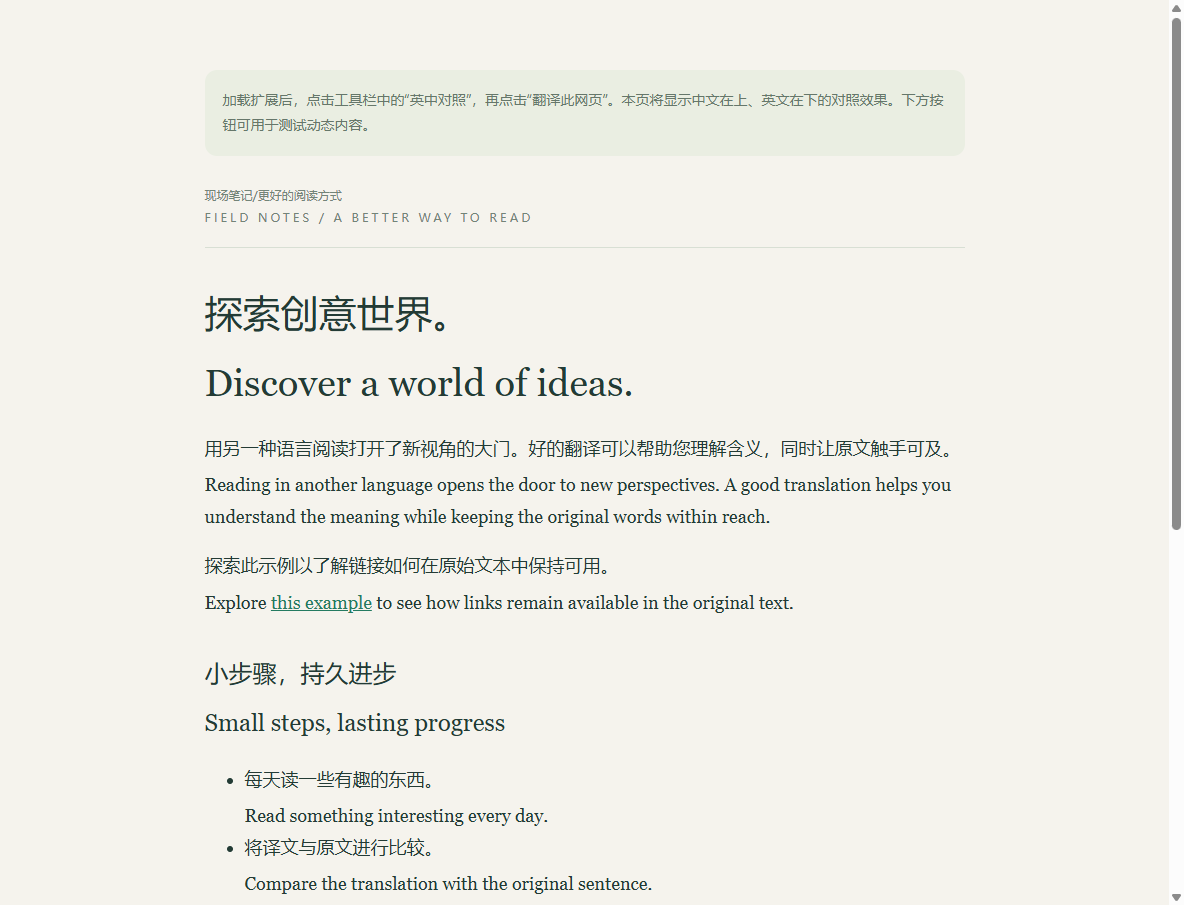 加载扩展后，点击工具栏中的“英中对照”，再点击“翻译此网页”。本页将显示中文在上、英文在下的对照效果。下方按
钮可用于测试动态内容。
现场笔记/更好的阅读方式
FIELD NOTES / A BETTER WAY TO READ
探索创意世界。
Discover a world of ideas.
用另一种语言阅读打开了新视角的大门。好的翻译可以帮助您理解含义，同时让原文触手可及。
Reading in another language opens the door to new perspectives. A good translation helps you
understand the meaning while keeping the original words within reach.
探索此示例以了解链接如何在原始文本中保持可用。
Explore this example to see how links remain available in the original text.
小步骤，持久进步
Small steps, lasting progress
• 每天读一些有趣的东西。
Read something interesting every day.
• 将译文与原文进行比较。
Compare the translation with the original sentence.